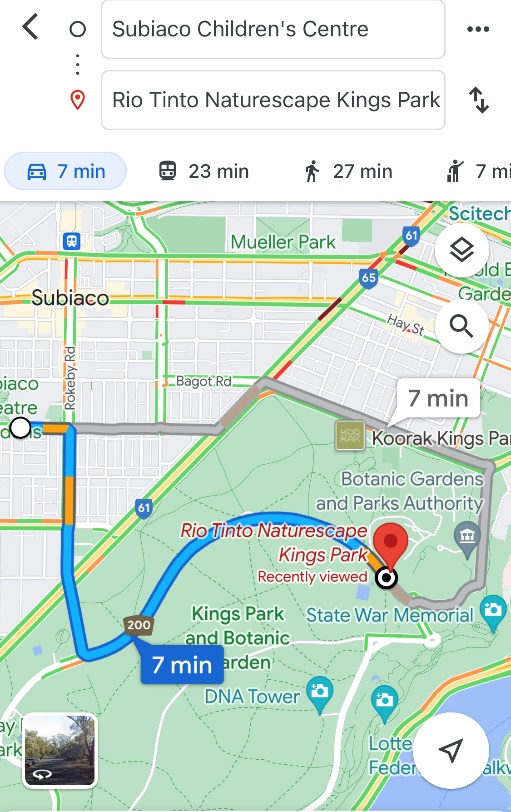 Subiaco Children's Centre
Rio Tinto Naturescape Kings Park
7 min
23 min
27 min
7 mi
Scitech
61
Mueller Park
65
Garde
Subiaco
Hay St
Rokeby Rd
Bagot Rd
7 min
iaco
eatre
KOO
RAK
Koorak Kings Par
Botanic Gardens
and Parks Authority
61
Rio Tinto Naturescape
Kings Park
Recently viewed
200
Kings Park
and Botanic
arden
State War Memorial
7 min
DNA Tower
ay
ark
Lotte
Feder
alkw